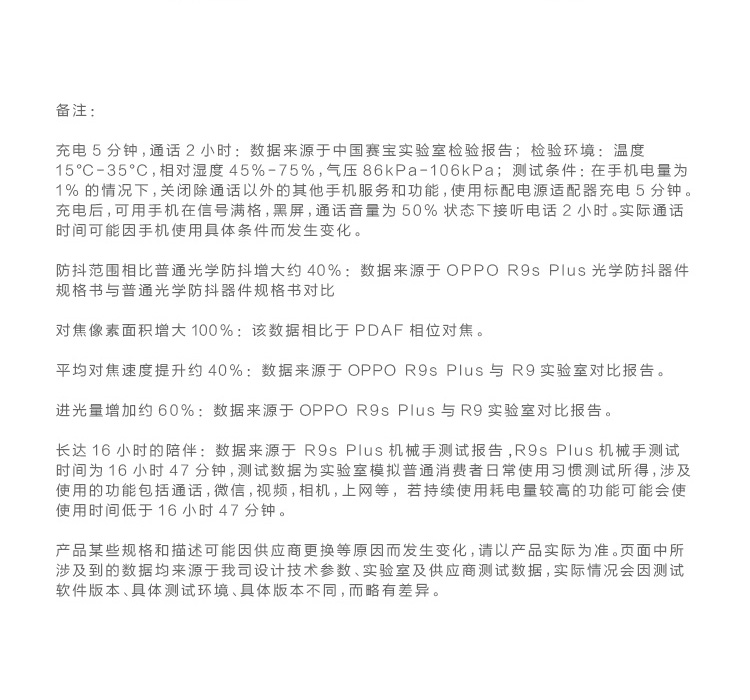 备注：
充电 5 分钟，通话 2 小时：数据来源于中国赛宝实验室检验报告；检验环境：温度
15℃-35℃，相对湿度 45%-75%，气压 86kPa-106kPa；测试条件：在手机电量为
1% 的情况下，关闭除通话以外的其他手机服务和功能，使用标配电源适配器充电 5 分钟。
充电后，可用手机在信号满格，黑屏，通话音量为 50% 状态下接听电话 2 小时。实际通话
时间可能因手机使用具体条件而发生变化。
防抖范围相比普通光学防抖增大约 40%：数据来源于 OPPO R9s Plus 光学防抖器件
规格书与普通光学防抖器件规格书对比
对焦像素面积增大 100%：该数据相比于 PDAF 相位对焦。
平均对焦速度提升约 40%：数据来源于 OPPO R9s Plus 与 R9 实验室对比报告。
进光量增加约 60%：数据来源于 OPPO R9s Plus 与 R9 实验室对比报告。
长达 16 小时的陪伴：数据来源于 R9s Plus 机械手测试报告，R9s Plus 机械手测试
时间为 16 小时 47 分钟，测试数据为实验室模拟普通消费者日常使用习惯测试所得，涉及
使用的功能包括通话，微信，视频，相机，上网等，若持续使用耗电量较高的功能可能会使
使用时间低于 16 小时 47 分钟。
产品某些规格和描述可能因供应商更换等原因而发生变化，请以产品实际为准。页面中所
涉及到的数据均来源于我司设计技术参数、实验室及供应商测试数据，实际情况会因测试
软件版本、具体测试环境、具体版本不同，而略有差异。